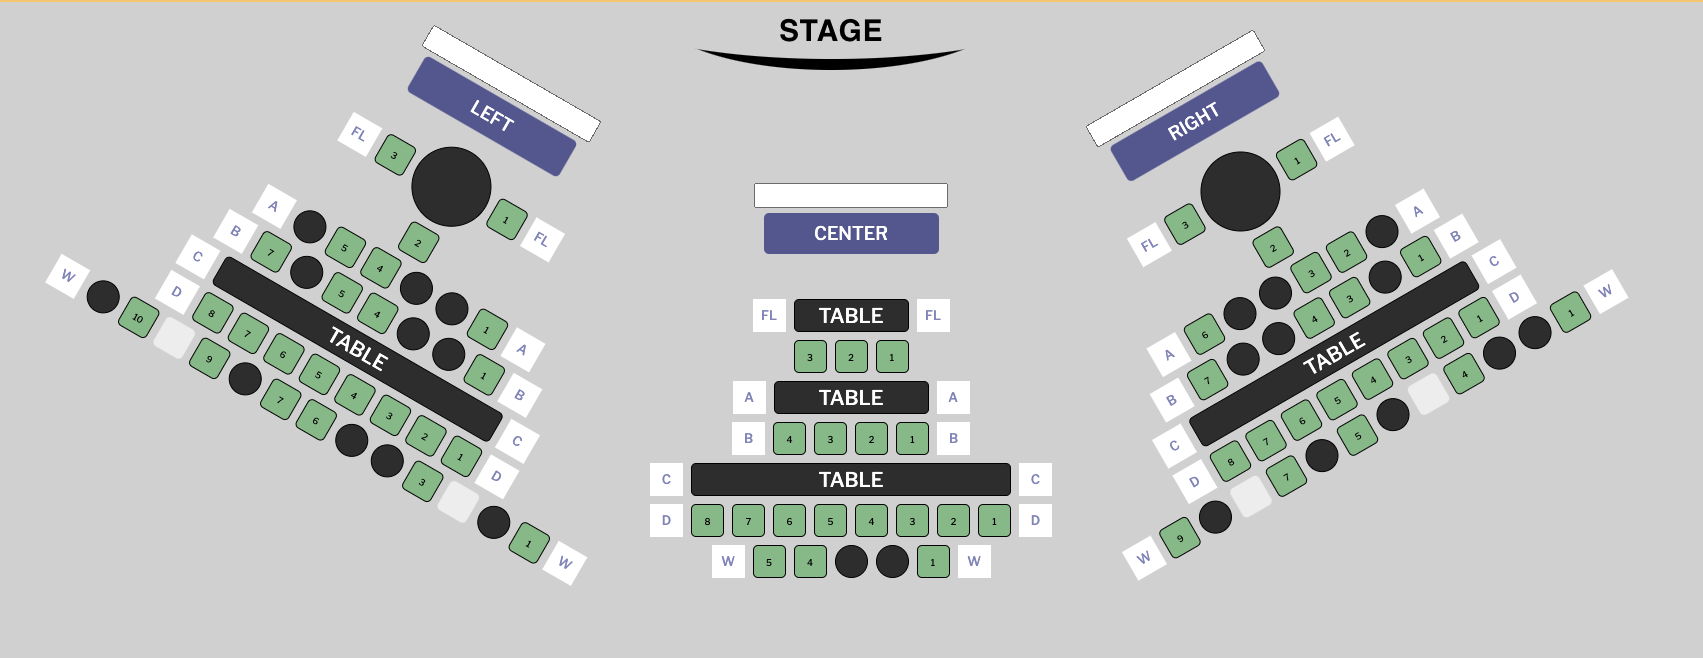 STAGE
LEFT
FL 3
1 FL
2
A 5 4 1 A
B 7 5 4 1 B
C TABLE C
D 8 7 6 5 4 3 2 1 D
W 10 9 7 6 3 1 W
CENTER
FL TABLE FL
3 2 1
A TABLE A
B 4 3 2 1 B
C TABLE C
D 8 7 6 5 4 3 2 1 D
W 5 4 1 W
RIGHT
1 FL
FL 3
2
A 6 3 2 A
B 7 4 3 1 B
C TABLE C
D 8 7 6 5 4 3 2 1 D
W 9 7 5 4 1 W